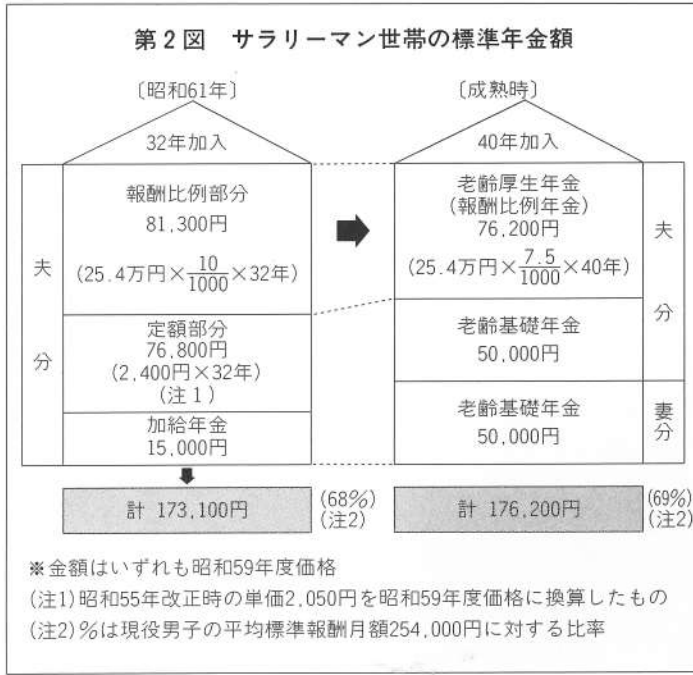 第2図 サラリーマン世帯の標準年金額
〔昭和61年〕
32年加入
夫分
報酬比例部分
81,300円
(25.4万円×10/1000×32年)
定額部分
76,800円
(2,400円×32年)
(注1)
加給年金
15,000円
計 173,100円
(68%)
(注2)
〔成熟時〕
40年加入
老齢厚生年金
(報酬比例年金)
76,200円
(25.4万円×7.5/1000×40年)
老齢基礎年金
50,000円
夫分
老齢基礎年金
50,000円
妻分
計 176,200円
(69%)
(注2)
※金額はいずれも昭和59年度価格
(注1)昭和55年改正時の単価2,050円を昭和59年度価格に換算したもの
(注2)%は現役男子の平均標準報酬月額254,000円に対する比率